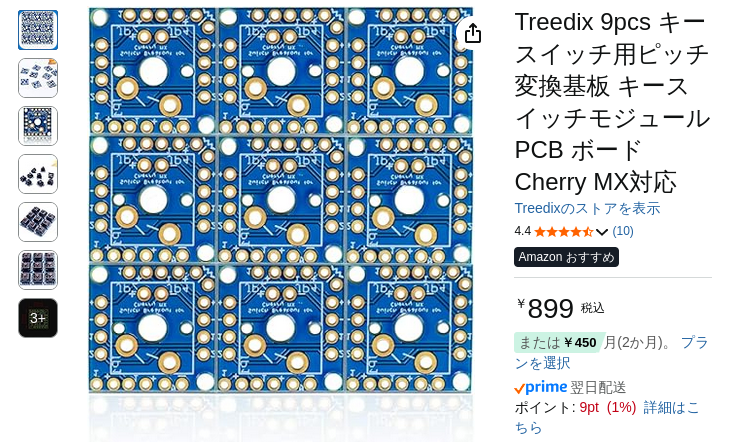 Treedix 9pcs キー
スイッチ用ピッチ
変換基板 キース
イッチモジュール
PCB ボード
Cherry MX対応
Treedixのストアを表示
4.4 (10)
Amazon おすすめ
¥899 税込
または¥450 月(2か月)。 プラ
ンを選択
prime 翌日配送
ポイント: 9pt (1%) 詳細はこ
ちら
3+